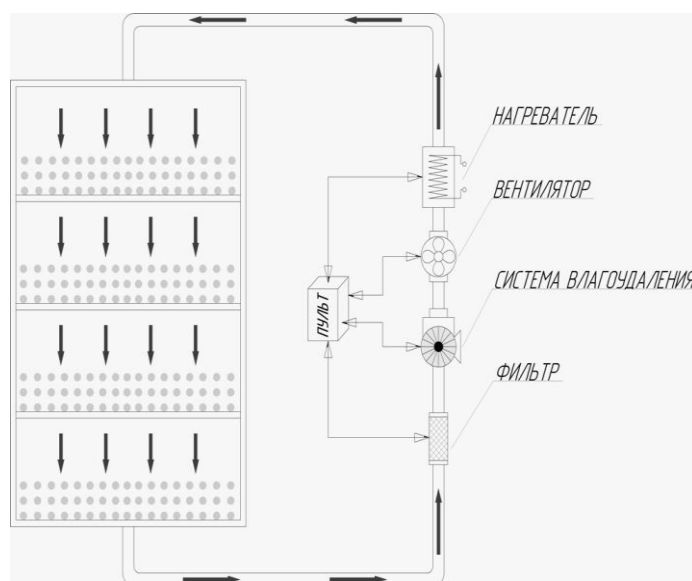 НАГРЕВАТЕЛЬ
ВЕНТИЛЯТОР
СИСТЕМА ВЛАГОУДАЛЕНИЯ
ПУЛЬТ
ФИЛЬТР